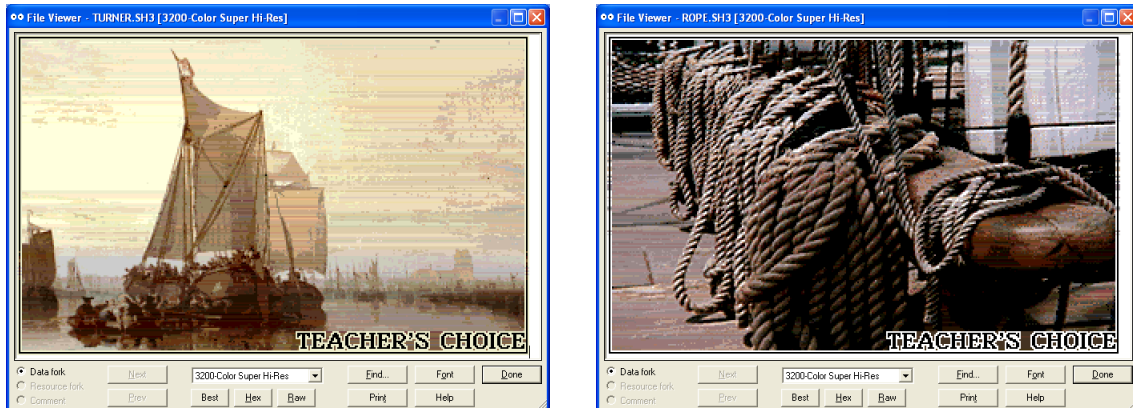 File Viewer - TURNER.SH3 [3200-Color Super Hi-Res]
TEACHER'S CHOICE
Data fork
Resource fork
Comment
Next
Prev
3200-Color Super Hi-Res
Best
Hex
Raw
Find...
Print
Font
Help
Done
File Viewer - ROPE.SH3 [3200-Color Super Hi-Res]
TEACHER'S CHOICE
Data fork
Resource fork
Comment
Next
Prev
3200-Color Super Hi-Res
Best
Hex
Raw
Find...
Print
Font
Help
Done